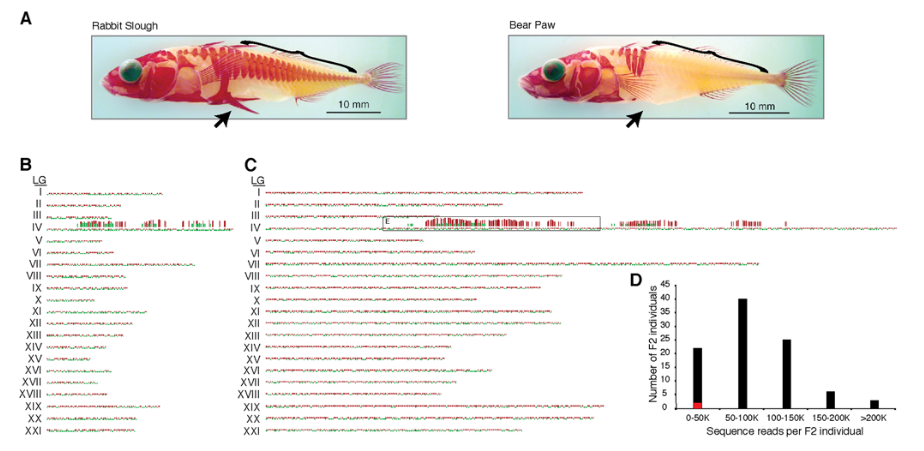 A
Rabbit Slough
Bear Paw
10 mm
10 mm
B
LG
I
II
III
IV
V
VI
VII
VIII
IX
X
XI
XII
XIII
XIV
XV
XVI
XVII
XVIII
XIX
XX
XXI
C
LG
I
II
III
E
IV
V
VI
VII
VIII
IX
X
XI
XII
XIII
XIV
XV
XVI
XVII
XVIII
XIX
XX
XXI
D
Number of F2 individuals
45
40
35
30
25
20
15
10
5
0
0-50K 50-100K 100-150K 150-200K >200K
Sequence reads per F2 individual